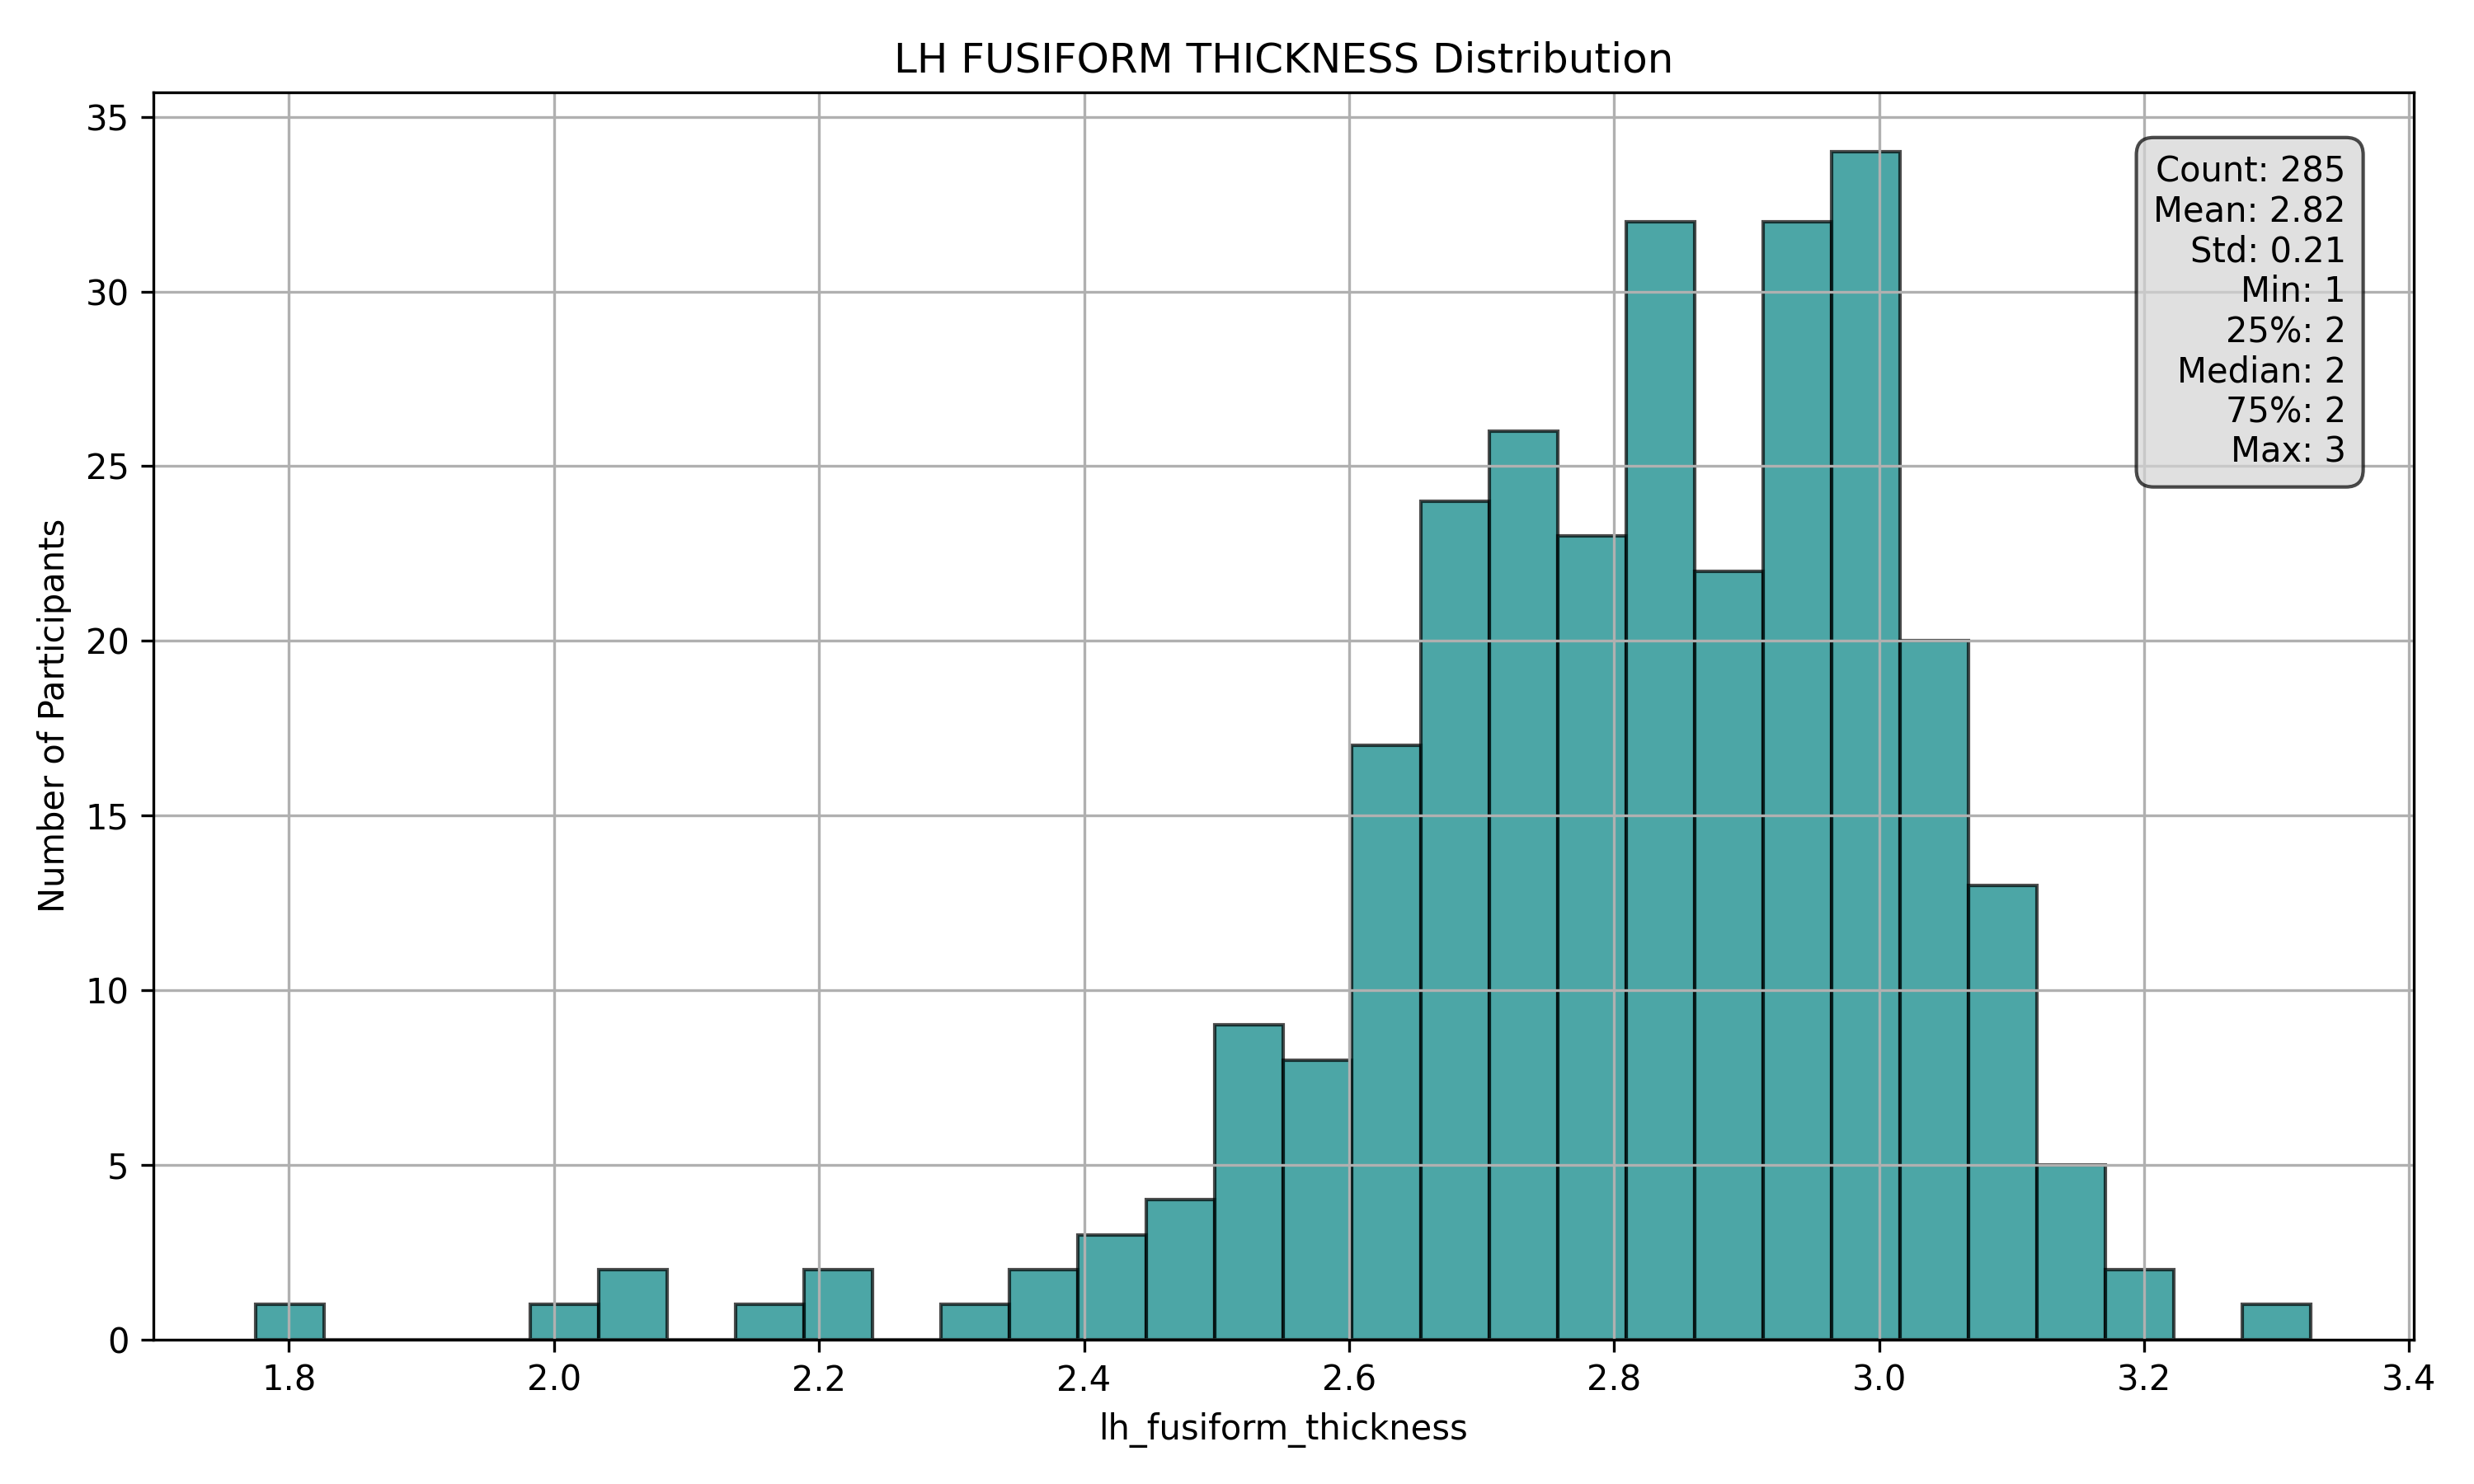 LH FUSIFORM THICKNESS Distribution
35
30
25
20
15
10
5
0
Number of Participants
Count: 285
Mean: 2.82
Std: 0.21
Min: 1
25%: 2
Median: 2
75%: 2
Max: 3
1.8 2.0 2.2 2.4 2.6 2.8 3.0 3.2 3.4
lh_fusiform_thickness